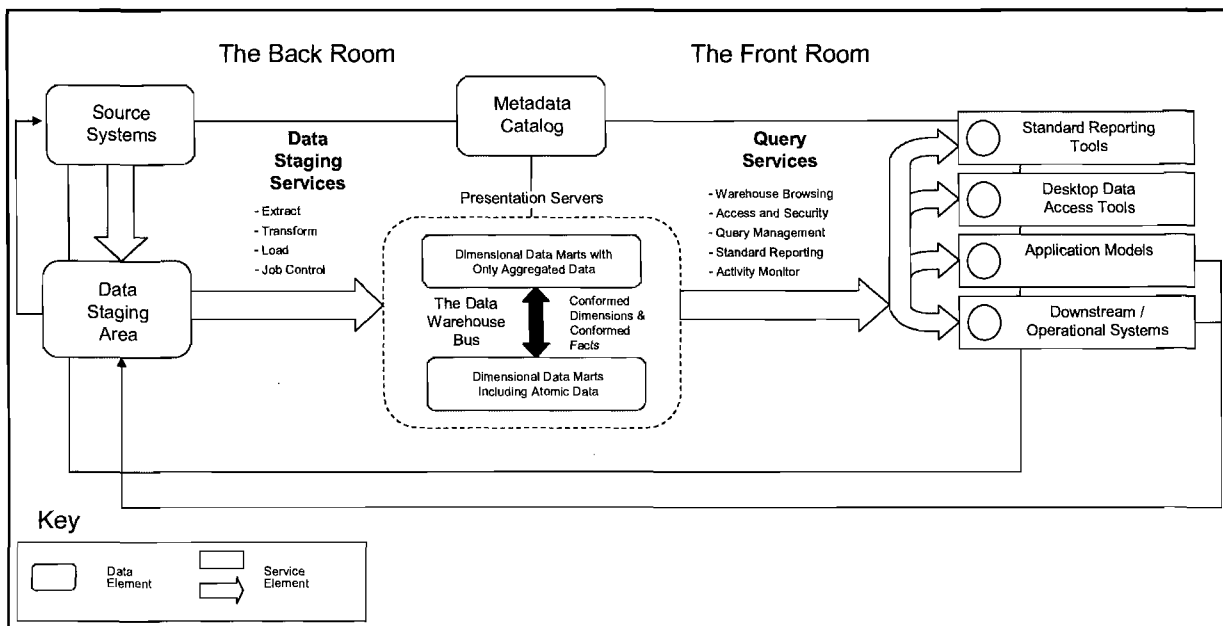 The Back Room
The Front Room
Source
Systems
Metadata
Catalog
Data
Staging
Services
- Extract
- Transform
- Load
- Job Control
Data
Staging
Area
Presentation Servers
Dimensional Data Marts with
Only Aggregated Data
The Data
Warehouse
Bus
Conformed
Dimensions &
Conformed
Facts
Dimensional Data Marts
Including Atomic Data
Query
Services
- Warehouse Browsing
- Access and Security
- Query Management
- Standard Reporting
- Activity Monitor
Standard Reporting
Tools
Desktop Data
Access Tools
Application Models
Downstream /
Operational Systems
Key
Data
Element
Service
Element